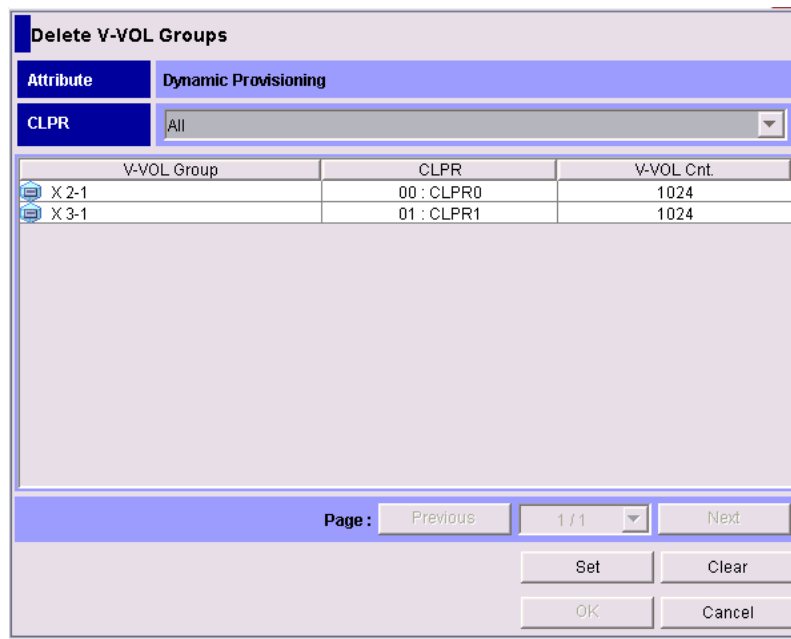 Delete V-VOL Groups
Attribute Dynamic Provisioning
CLPR All
V-VOL Group CLPR V-VOL Cnt.
X 2-1 00 : CLPR0 1024
X 3-1 01 : CLPR1 1024
Page : Previous 1 / 1 Next
Set Clear
OK Cancel